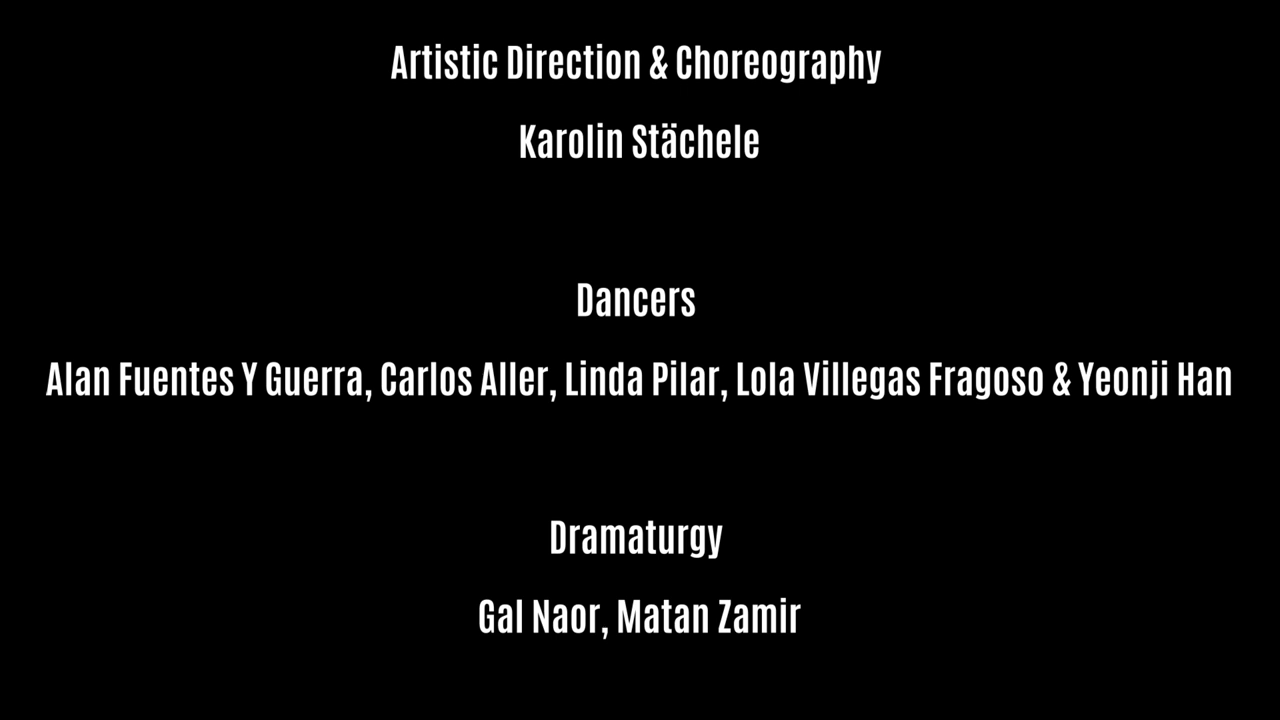 Artistic Direction & Choreography
Karolin Stächele
Dancers
Alan Fuentes Y Guerra, Carlos Aller, Linda Pilar, Lola Villegas Fragoso & Yeonji Han
Dramaturgy
Gal Naor, Matan Zamir